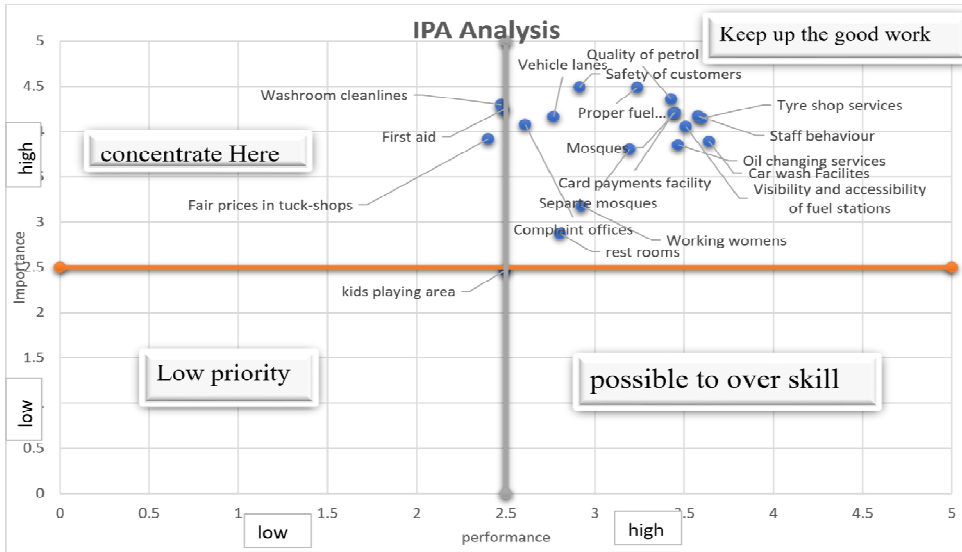 IPA Analysis
Keep up the good work
5
4.5
high
3.5
3
2.5
2
1.5
low
0.5
0
Importance
Quality of petrol
Vehicle lanes
Safety of customers
Washroom cleanlines
Proper fuel...
Tyre shop services
First aid
Staff behaviour
concentrate Here
Mosques
Oil changing services
Card payments facility
Car wash Facilites
Visibility and accessibility
of fuel stations
Fair prices in tuck-shops
Separte mosques
Complaint offices
Working womens
rest rooms
kids playing area
Low priority
possible to over skill
0
0.5
1
1.5
2
2.5
3
3.5
4
4.5
5
low
performance
high